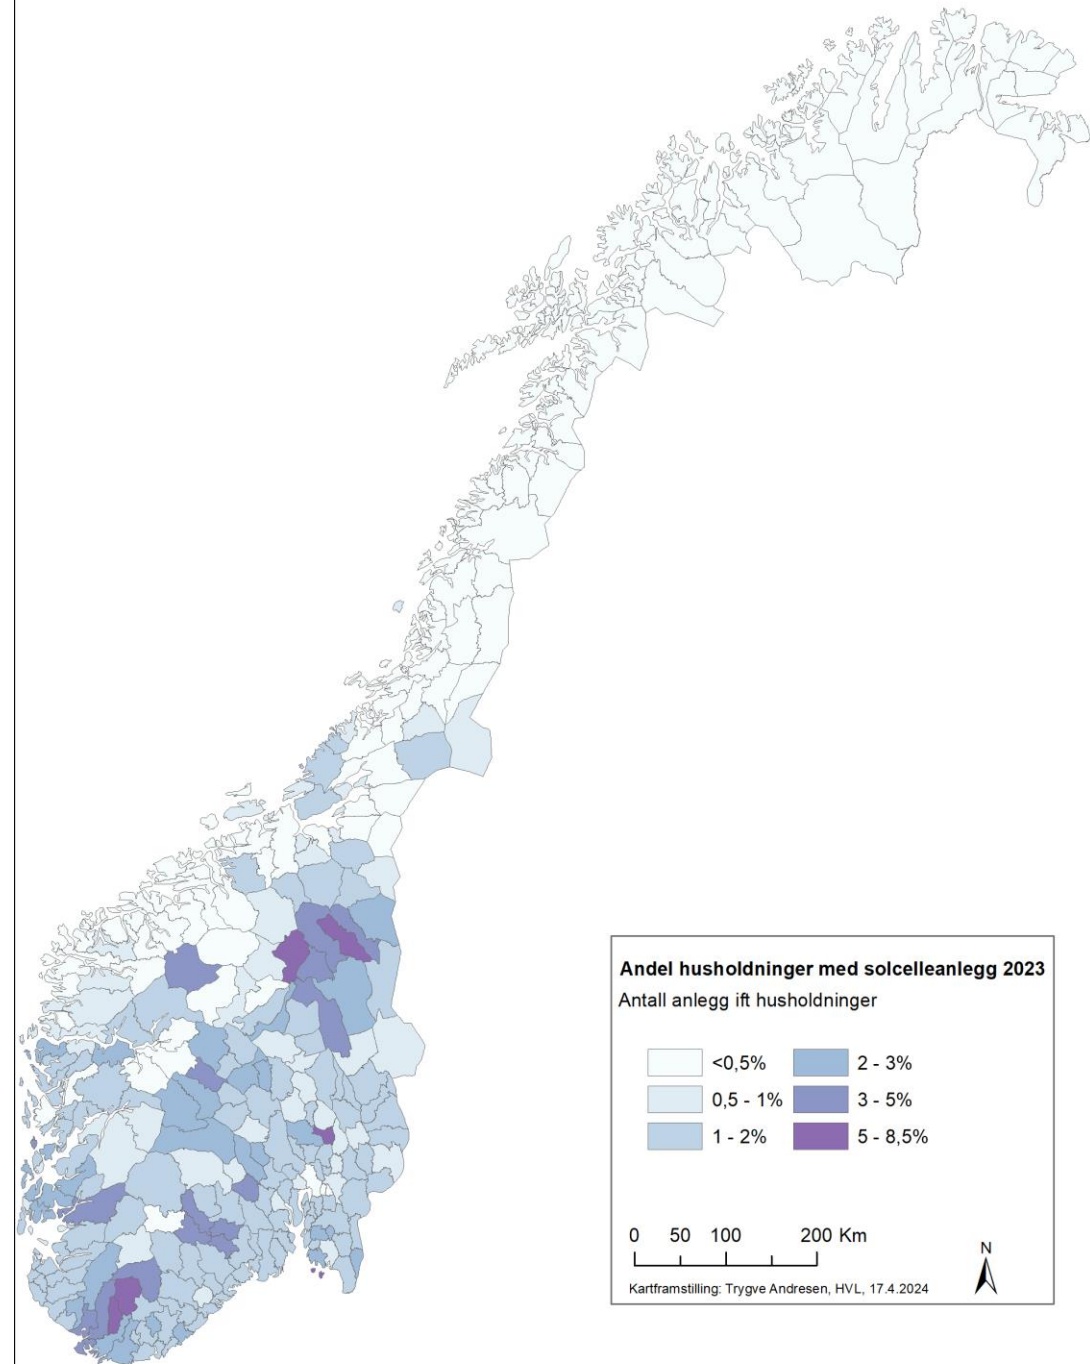 Andel husholdninger med solcelleanlegg 2023
Antall anlegg ift husholdninger
<0,5%
2 - 3%
0,5 - 1%
3 - 5%
1 - 2%
5 - 8,5%
0 50 100 200 Km
N
Kartframstilling: Trygve Andresen, HVL, 17.4.2024